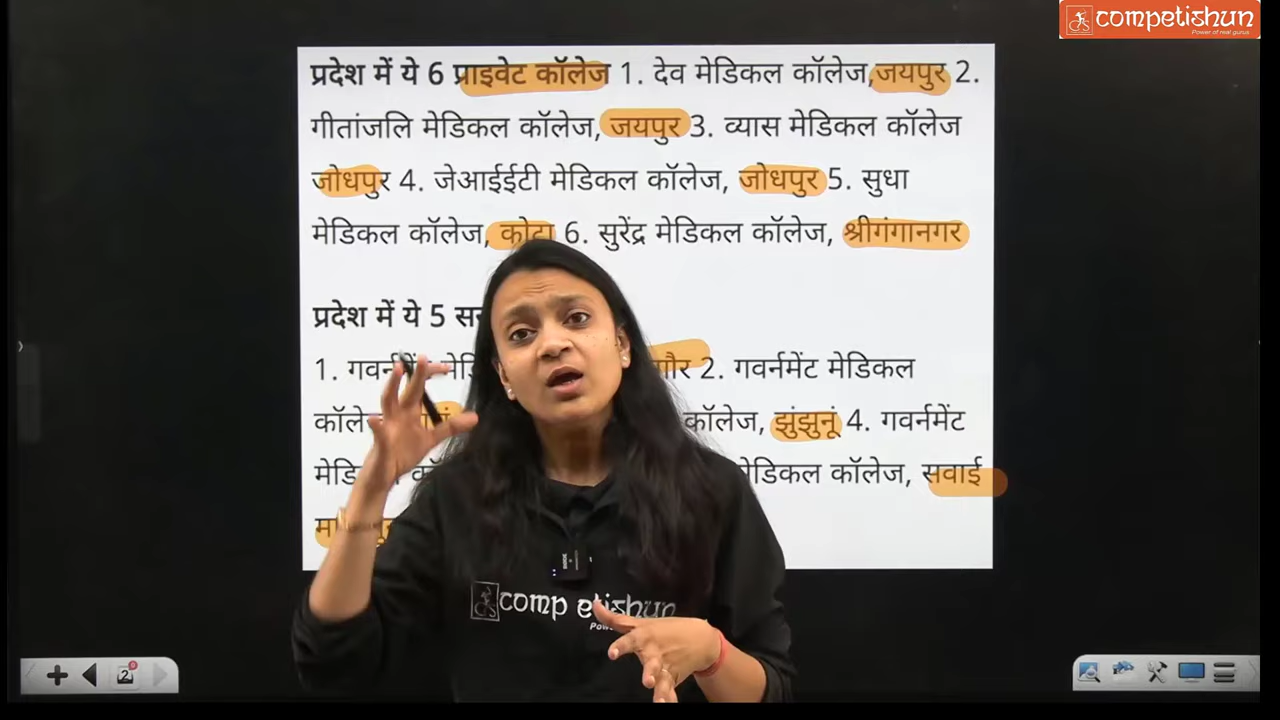 competishun
Power of real gurus
प्रदेश में ये 6 प्राइवेट कॉलेज 1. देव मेडिकल कॉलेज, जयपुर 2.
गीतांजलि मेडिकल कॉलेज, जयपुर 3. व्यास मेडिकल कॉलेज
जोधपुर 4. जेआईईटी मेडिकल कॉलेज, जोधपुर 5. सुधा
मेडिकल कॉलेज, कोटा 6. सुरेंद्र मेडिकल कॉलेज, श्रीगंगानगर
प्रदेश में ये 5
1. 2. गवर्नमेंट मेडिकल
कॉलेज, झुंझुनूं 4. गवर्नमेंट
मेडिकल कॉलेज, सवाई
competishun
2